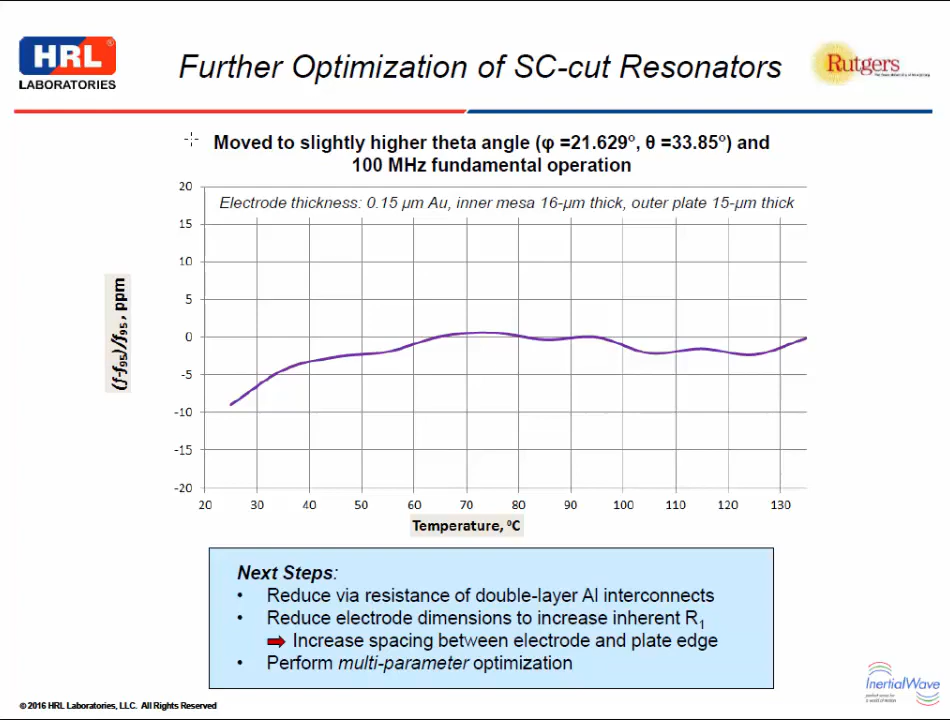 HRL
®
LABORATORIES
Further Optimization of SC-cut Resonators
Rutgers
Moved to slightly higher theta angle (φ =21.629°, θ =33.85°) and
100 MHz fundamental operation
Electrode thickness: 0.15 µm Au, inner mesa 16-µm thick, outer plate 15-µm thick
20
15
10
5
0
-5
-10
-15
-20
(f-f95)/f95, ppm
20 30 40 50 60 70 80 90 100 110 120 130
Temperature, ⁰C
Next Steps:
• Reduce via resistance of double-layer Al interconnects
• Reduce electrode dimensions to increase inherent R1
Increase spacing between electrode and plate edge
• Perform multi-parameter optimization
InertialWave
© 2016 HRL Laboratories, LLC. All Rights Reserved